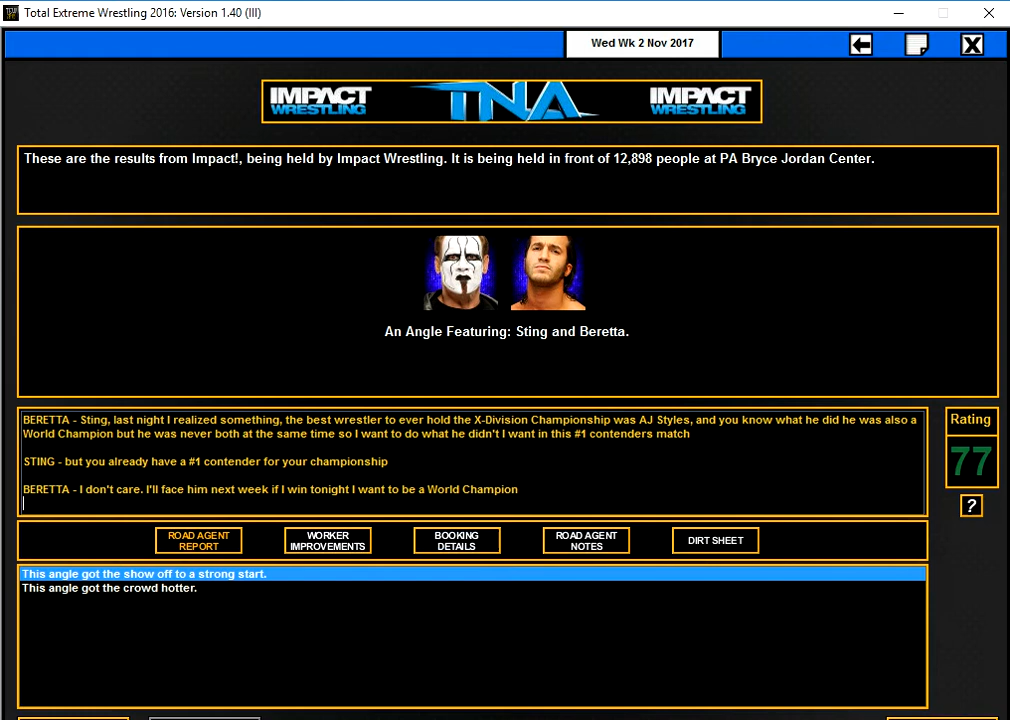 Total Extreme Wrestling 2016: Version 1.40 (III)
Wed Wk 2 Nov 2017
IMPACT WRESTLING TNA IMPACT WRESTLING
These are the results from Impact!, being held by Impact Wrestling. It is being held in front of 12,898 people at PA Bryce Jordan Center.
An Angle Featuring: Sting and Beretta.
BERETTA - Sting, last night I realized something, the best wrestler to ever hold the X-Division Championship was AJ Styles, and you know what he did he was also a
World Champion but he was never both at the same time so I want to do what he didn't I want in this #1 contenders match
STING - but you already have a #1 contender for your championship
BERETTA - I don't care. I'll face him next week if I win tonight I want to be a World Champion
Rating
77
?
ROAD AGENT REPORT
WORKER IMPROVEMENTS
BOOKING DETAILS
ROAD AGENT NOTES
DIRT SHEET
This angle got the show off to a strong start.
This angle got the crowd hotter.